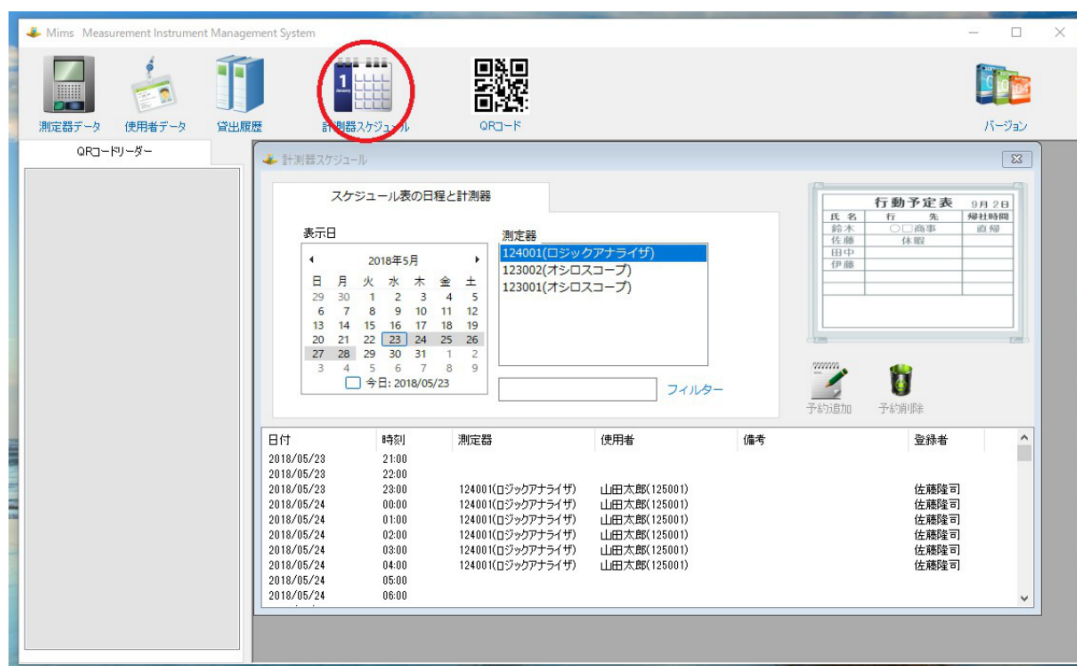 Mims Measurement Instrument Management System
測定器データ 使用者データ 貸出履歴 計測器スケジュール QRコード バージョン
QRコードリーダー
計測器スケジュール
スケジュール表の日程と計測器
表示日
2018年5月
日 月 火 水 木 金 土
29 30 1 2 3 4 5
6 7 8 9 10 11 12
13 14 15 16 17 18 19
20 21 22 23 24 25 26
27 28 29 30 31 1 2
3 4 5 6 7 8 9
今日: 2018/05/23
測定器
124001(ロジックアナライザ)
123002(オシロスコープ)
123001(オシロスコープ)
フィルター
行動予定表 9月2日
氏名 行先 帰社時間
鈴木 〇□商事 直帰
佐藤 休暇
田中
伊藤
予約追加 予約削除
日付 時刻 測定器 使用者 備考 登録者
2018/05/23 21:00
2018/05/23 22:00
2018/05/23 23:00 124001(ロジックアナライザ) 山田太郎(125001) 佐藤隆司
2018/05/24 00:00 124001(ロジックアナライザ) 山田太郎(125001) 佐藤隆司
2018/05/24 01:00 124001(ロジックアナライザ) 山田太郎(125001) 佐藤隆司
2018/05/24 02:00 124001(ロジックアナライザ) 山田太郎(125001) 佐藤隆司
2018/05/24 03:00 124001(ロジックアナライザ) 山田太郎(125001) 佐藤隆司
2018/05/24 04:00 124001(ロジックアナライザ) 山田太郎(125001) 佐藤隆司
2018/05/24 05:00
2018/05/24 06:00